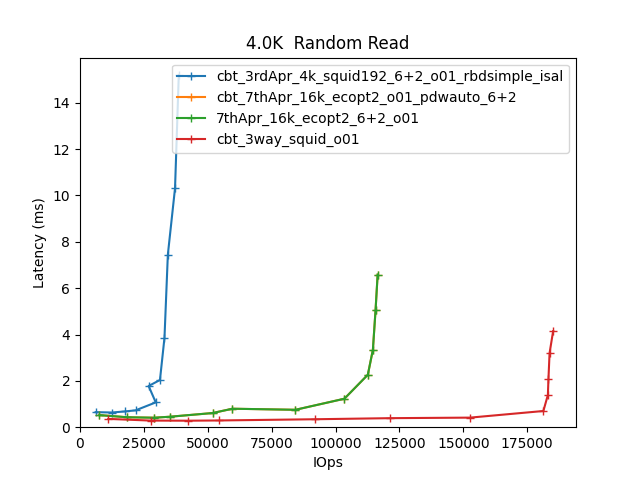 4.0K  Random Read
cbt_3rdApr_4k_squid192_6+2_o01_rbdsimple_isal
cbt_7thApr_16k_ecopt2_o01_pdwauto_6+2
7thApr_16k_ecopt2_6+2_o01
cbt_3way_squid_o01
Latency (ms)
14
12
10
8
6
4
2
0
0 25000 50000 75000 100000 125000 150000 175000
IOps